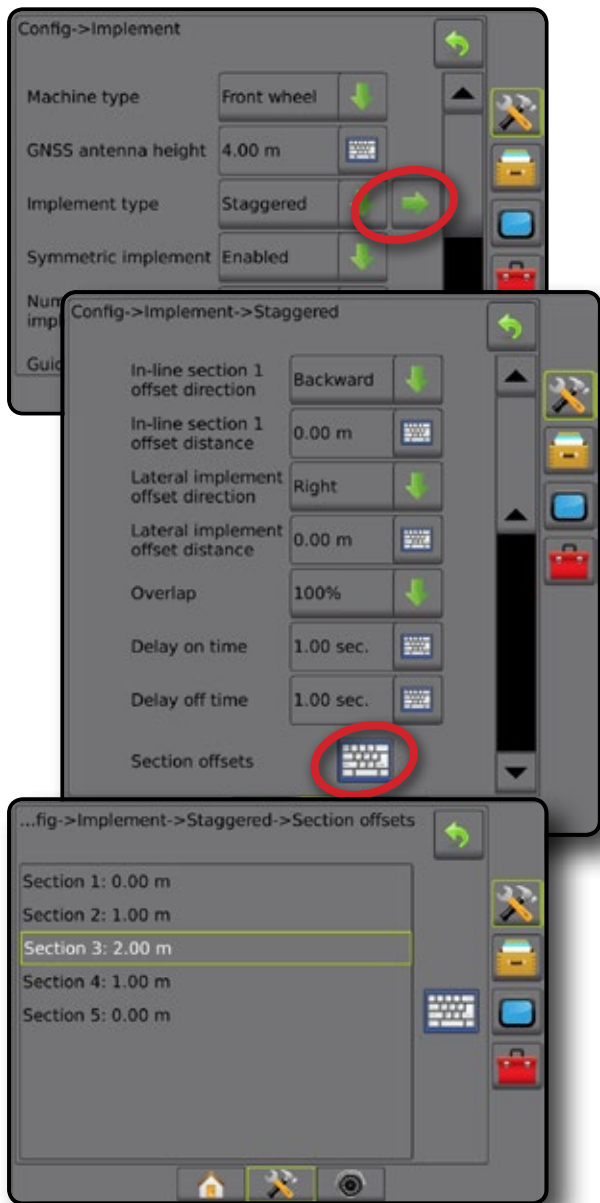 Config->Implement
Machine type Front wheel
GNSS antenna height 4.00 m
Implement type Staggered
Symmetric implement Enabled
Config->Implement->Staggered
In-line section 1
offset direction
Backward
In-line section 1
offset distance
0.00 m
Lateral implement
offset direction
Right
Lateral implement
offset distance
0.00 m
Overlap 100%
Delay on time 1.00 sec.
Delay off time 1.00 sec.
Section offsets
...fig->Implement->Staggered->Section offsets
Section 1: 0.00 m
Section 2: 1.00 m
Section 3: 2.00 m
Section 4: 1.00 m
Section 5: 0.00 m